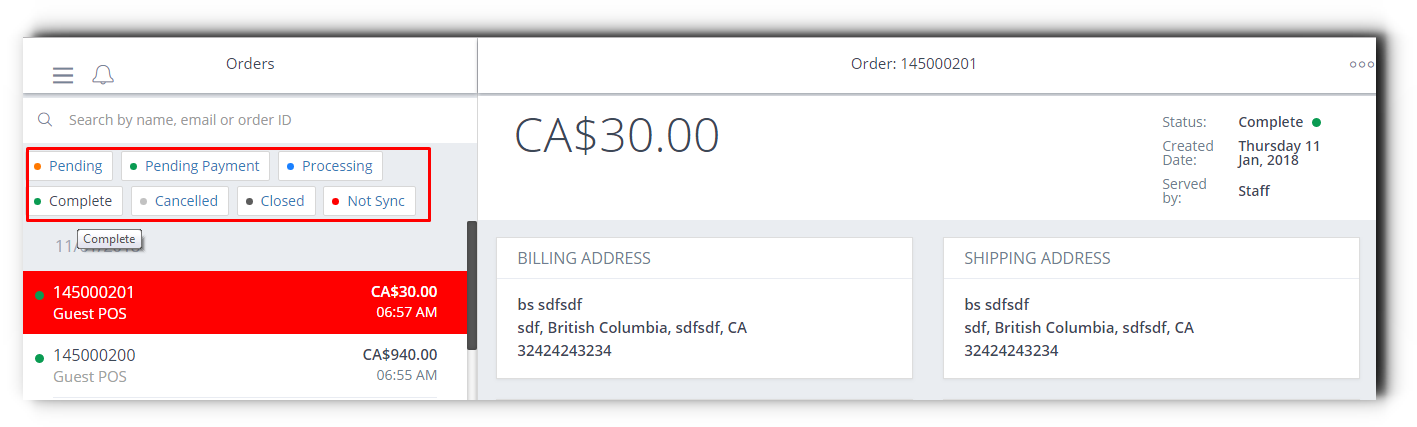 Orders
Order: 145000201
Search by name, email or order ID
Pending
Pending Payment
Processing
Complete
Cancelled
Closed
Not Sync
Complete
145000201
CA$30.00
Guest POS
06:57 AM
145000200
CA$940.00
Guest POS
06:55 AM
CA$30.00
Status: Complete
Created Date: Thursday 11 Jan, 2018
Served by: Staff
BILLING ADDRESS
bs sdfsdf
sdf, British Columbia, sdfsdf, CA
32424243234
SHIPPING ADDRESS
bs sdfsdf
sdf, British Columbia, sdfsdf, CA
32424243234